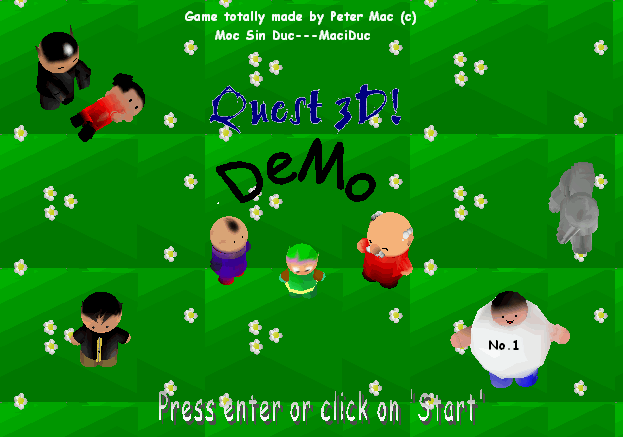 Game totally made by Peter Mac (c)
Moc Sin Duc---MaciDuc
Quest 3D!
DeMo
No.1
Press enter or click on 'Start'